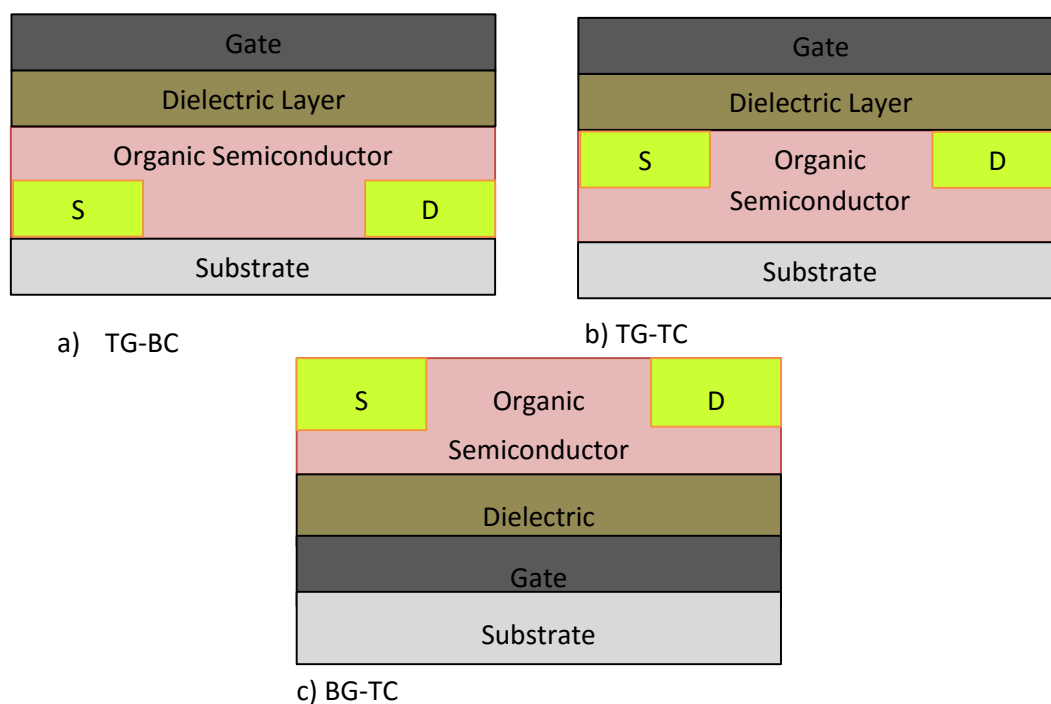 Gate
Dielectric Layer
Organic Semiconductor
S
D
Substrate
a) TG-BC
Gate
Dielectric Layer
S
Organic
D
Semiconductor
Substrate
b) TG-TC
S
Organic
D
Semiconductor
Dielectric
Gate
Substrate
c) BG-TC